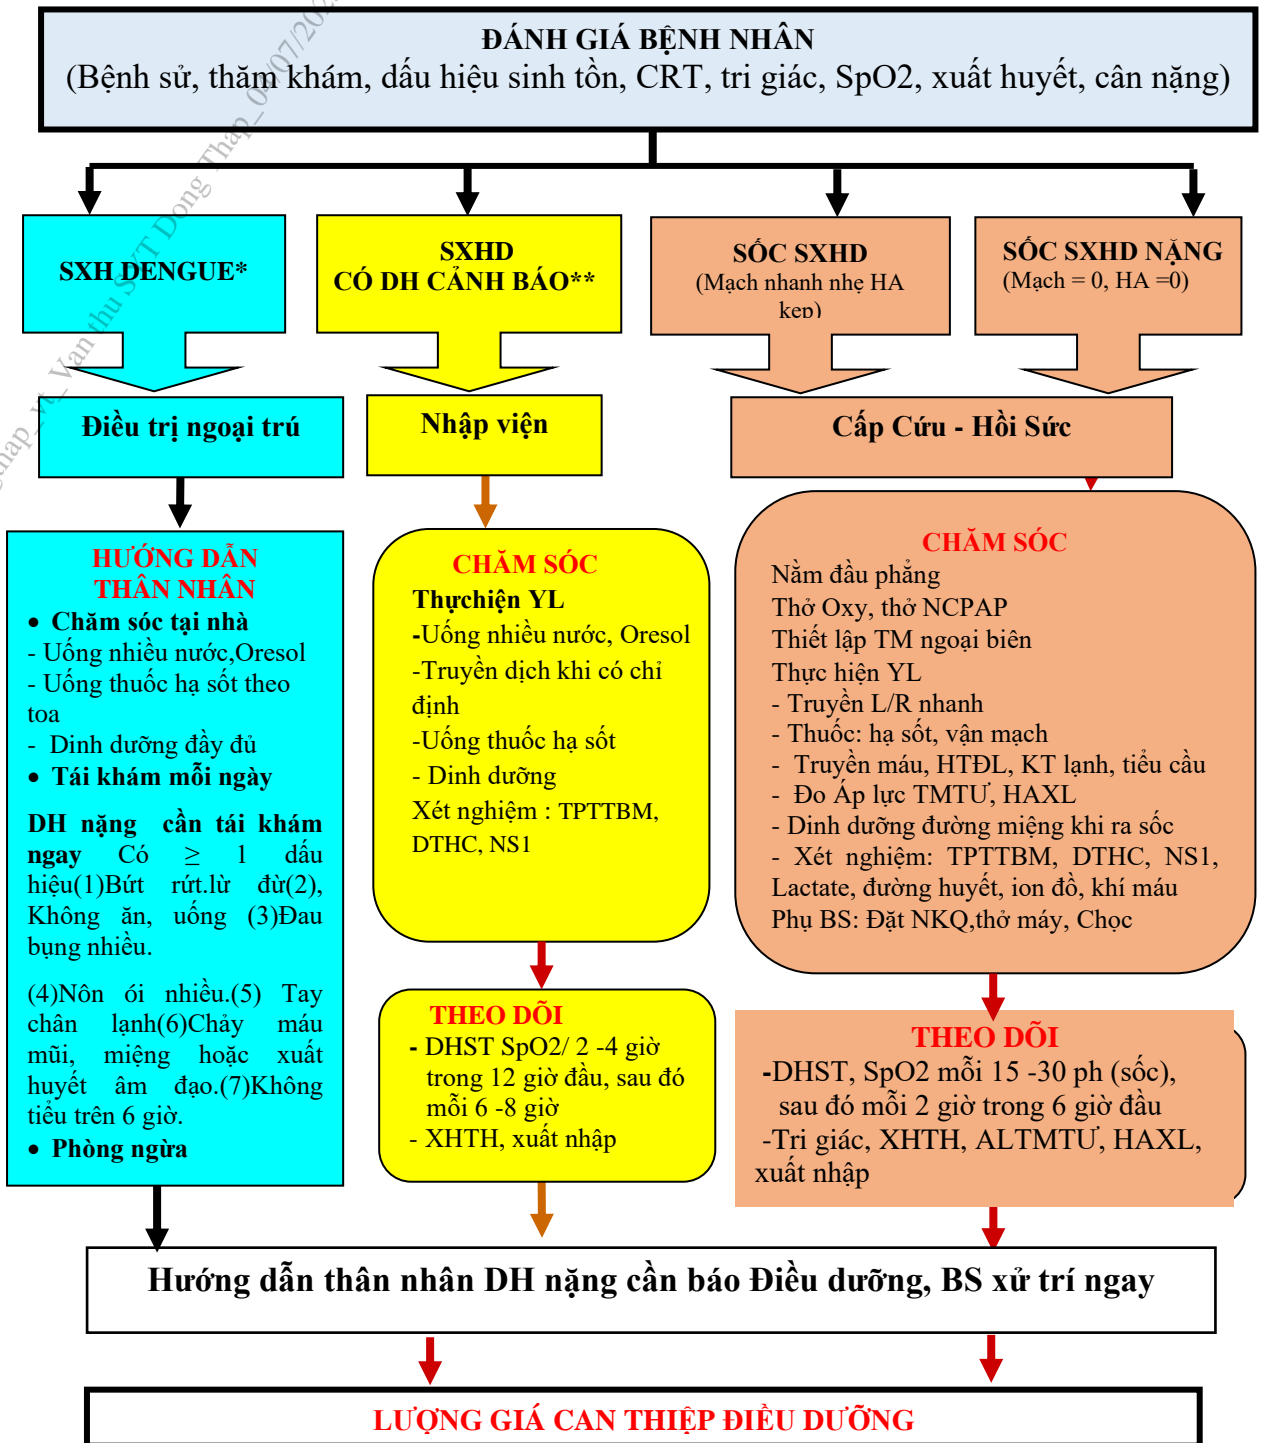 ĐÁNH GIÁ BỆNH NHÂN
(Bệnh sử, thăm khám, dấu hiệu sinh tồn, CRT, tri giác, SpO2, xuất huyết, cân nặng)
SXH DENGUE*
SXHD
CÓ DH CẢNH BÁO**
SỐC SXHD
(Mạch nhanh nhẹ HA
kẹp)
SỐC SXHD NẶNG
(Mạch = 0, HA =0)
Điều trị ngoại trú
Nhập viện
Cấp Cứu - Hồi Sức
HƯỚNG DẪN
THÂN NHÂN
• Chăm sóc tại nhà
- Uống nhiều nước,Oresol
- Uống thuốc hạ sốt theo
toa
- Dinh dưỡng đầy đủ
• Tái khám mỗi ngày
DH nặng cần tái khám
ngay Có ≥ 1 dấu
hiệu(1)Bứt rứt.lừ đừ(2),
Không ăn, uống (3)Đau
bụng nhiều.
(4)Nôn ói nhiều.(5) Tay
chân lạnh(6)Chảy máu
mũi, miệng hoặc xuất
huyết âm đạo.(7)Không
tiểu trên 6 giờ.
• Phòng ngừa
CHĂM SÓC
Thựchiện YL
-Uống nhiều nước, Oresol
-Truyền dịch khi có chỉ
định
-Uống thuốc hạ sốt
- Dinh dưỡng
Xét nghiệm : TPTTBM,
DTHC, NS1
THEO DÕI
- DHST SpO2/ 2 -4 giờ
trong 12 giờ đầu, sau đó
mỗi 6 -8 giờ
- XHTH, xuất nhập
CHĂM SÓC
Nằm đầu phẳng
Thở Oxy, thở NCPAP
Thiết lập TM ngoại biên
Thực hiện YL
- Truyền L/R nhanh
- Thuốc: hạ sốt, vận mạch
- Truyền máu, HTĐL, KT lạnh, tiểu cầu
- Đo Áp lực TMTƯ, HAXL
- Dinh dưỡng đường miệng khi ra sốc
- Xét nghiệm: TPTTBM, DTHC, NS1,
Lactate, đường huyết, ion đồ, khí máu
Phụ BS: Đặt NKQ,thở máy, Chọc
THEO DÕI
-DHST, SpO2 mỗi 15 -30 ph (sốc),
sau đó mỗi 2 giờ trong 6 giờ đầu
-Tri giác, XHTH, ALTMTƯ, HAXL,
xuất nhập
Hướng dẫn thân nhân DH nặng cần báo Điều dưỡng, BS xử trí ngay
LƯỢNG GIÁ CAN THIỆP ĐIỀU DƯỠNG